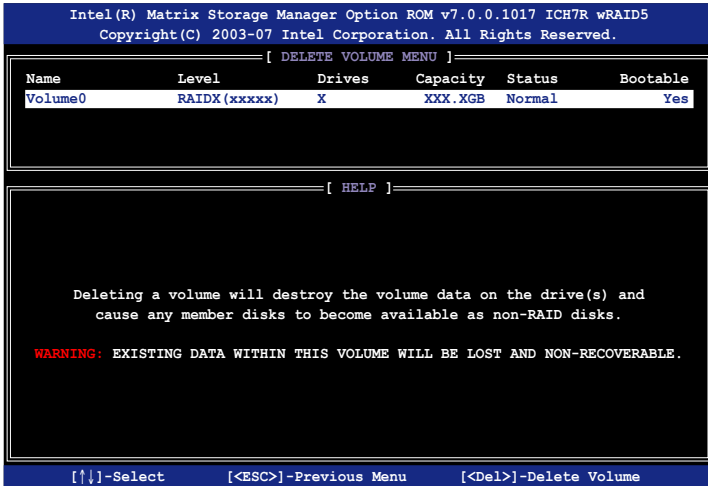 Intel(R) Matrix Storage Manager Option ROM v7.0.0.1017 ICH7R wRAID5
Copyright(C) 2003-07 Intel Corporation. All Rights Reserved.
[ DELETE VOLUME MENU ]
Name Level Drives Capacity Status Bootable
Volume0 RAIDX(xxxxx) X XXX.XGB Normal Yes
[ HELP ]
Deleting a volume will destroy the volume data on the drive(s) and
cause any member disks to become available as non-RAID disks.
WARNING: EXISTING DATA WITHIN THIS VOLUME WILL BE LOST AND NON-RECOVERABLE.
[↑↓]-Select [<ESC>]-Previous Menu [<Del>]-Delete Volume